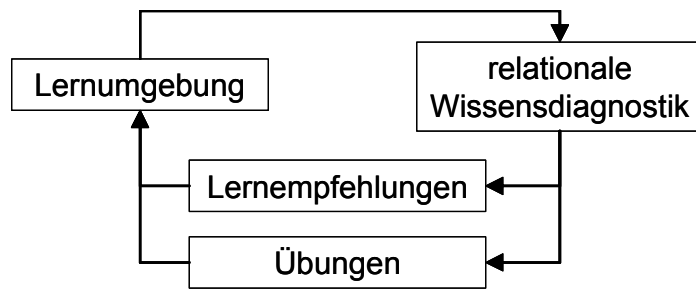 Lernumgebung
relationale
Wissensdiagnostik
Lernempfehlungen
Übungen